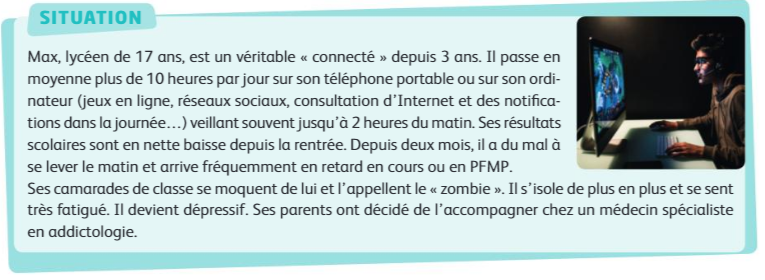 SITUATION
Max, lycéen de 17 ans, est un véritable « connecté » depuis 3 ans. Il passe en
moyenne plus de 10 heures par jour sur son téléphone portable ou sur son ordi-
nateur (jeux en ligne, réseaux sociaux, consultation d'Internet et des notifica-
tions dans la journée…) veillant souvent jusqu'à 2 heures du matin. Ses résultats
scolaires sont en nette baisse depuis la rentrée. Depuis deux mois, il a du mal à
se lever le matin et arrive fréquemment en retard en cours ou en PFMP.
Ses camarades de classe se moquent de lui et l'appellent le « zombie ». Il s'isole de plus en plus et se sent
très fatigué. Il devient dépressif. Ses parents ont décidé de l'accompagner chez un médecin spécialiste
en addictologie.